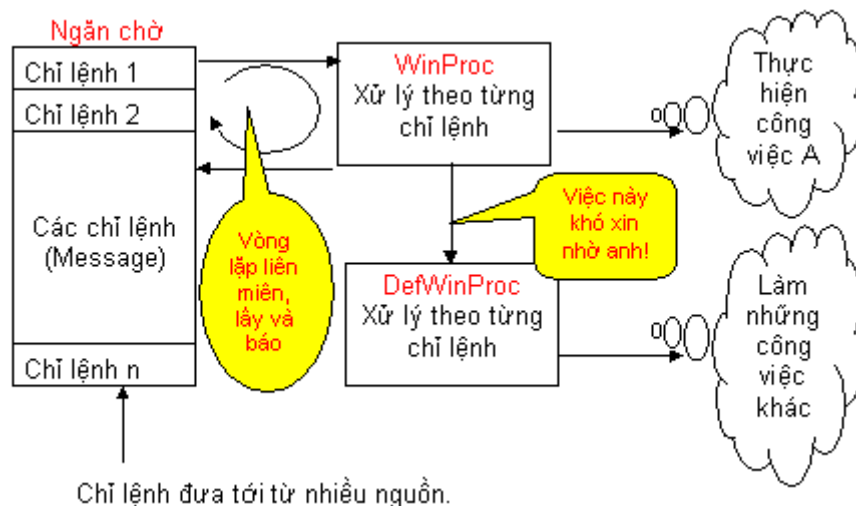 Ngăn chờ
Chỉ lệnh 1
Chỉ lệnh 2
Các chỉ lệnh
(Message)
Chỉ lệnh n
Chỉ lệnh đưa tới từ nhiều nguồn.
Vòng
lặp liên
miên,
lấy và
báo
WinProc
Xử lý theo từng
chỉ lệnh
Việc này
khó xin
nhờ anh!
DefWinProc
Xử lý theo từng
chỉ lệnh
Thực
hiện
công
việc A
Làm
những
công
việc
khác